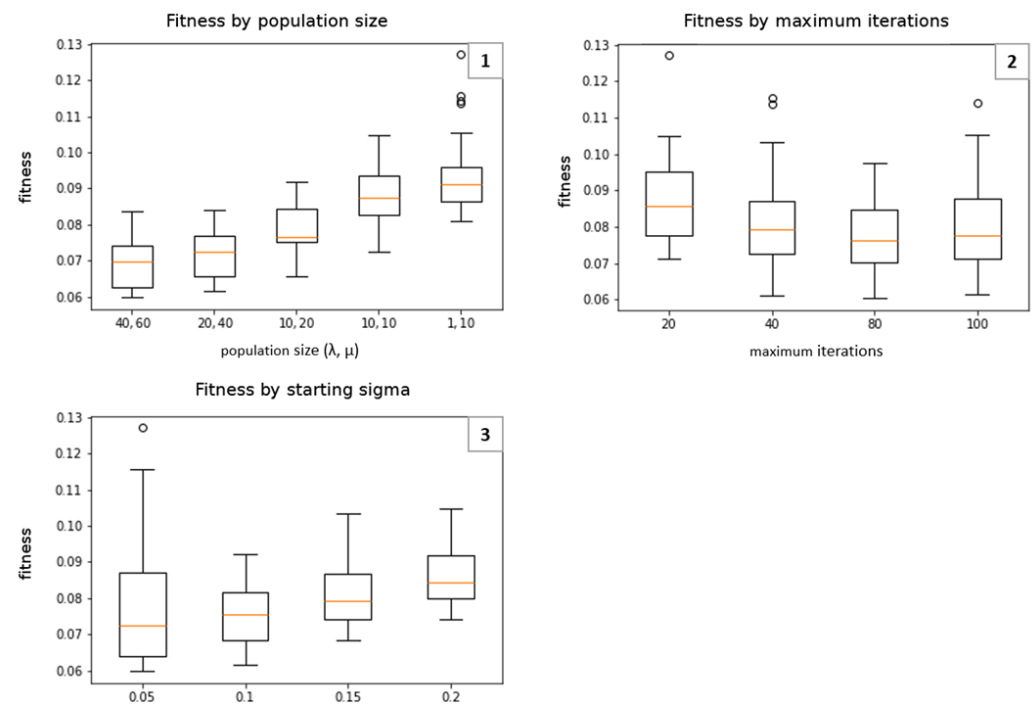 Fitness by population size
1
0.13
0.12
0.11
0.10
0.09
0.08
0.07
0.06
fitness
40,60 20,40 10,20 10,10 1,10
population size (λ, μ)
Fitness by maximum iterations
2
0.13
0.12
0.11
0.10
0.09
0.08
0.07
0.06
fitness
20 40 80 100
maximum iterations
Fitness by starting sigma
3
0.13
0.12
0.11
0.10
0.09
0.08
0.07
0.06
fitness
0.05 0.1 0.15 0.2